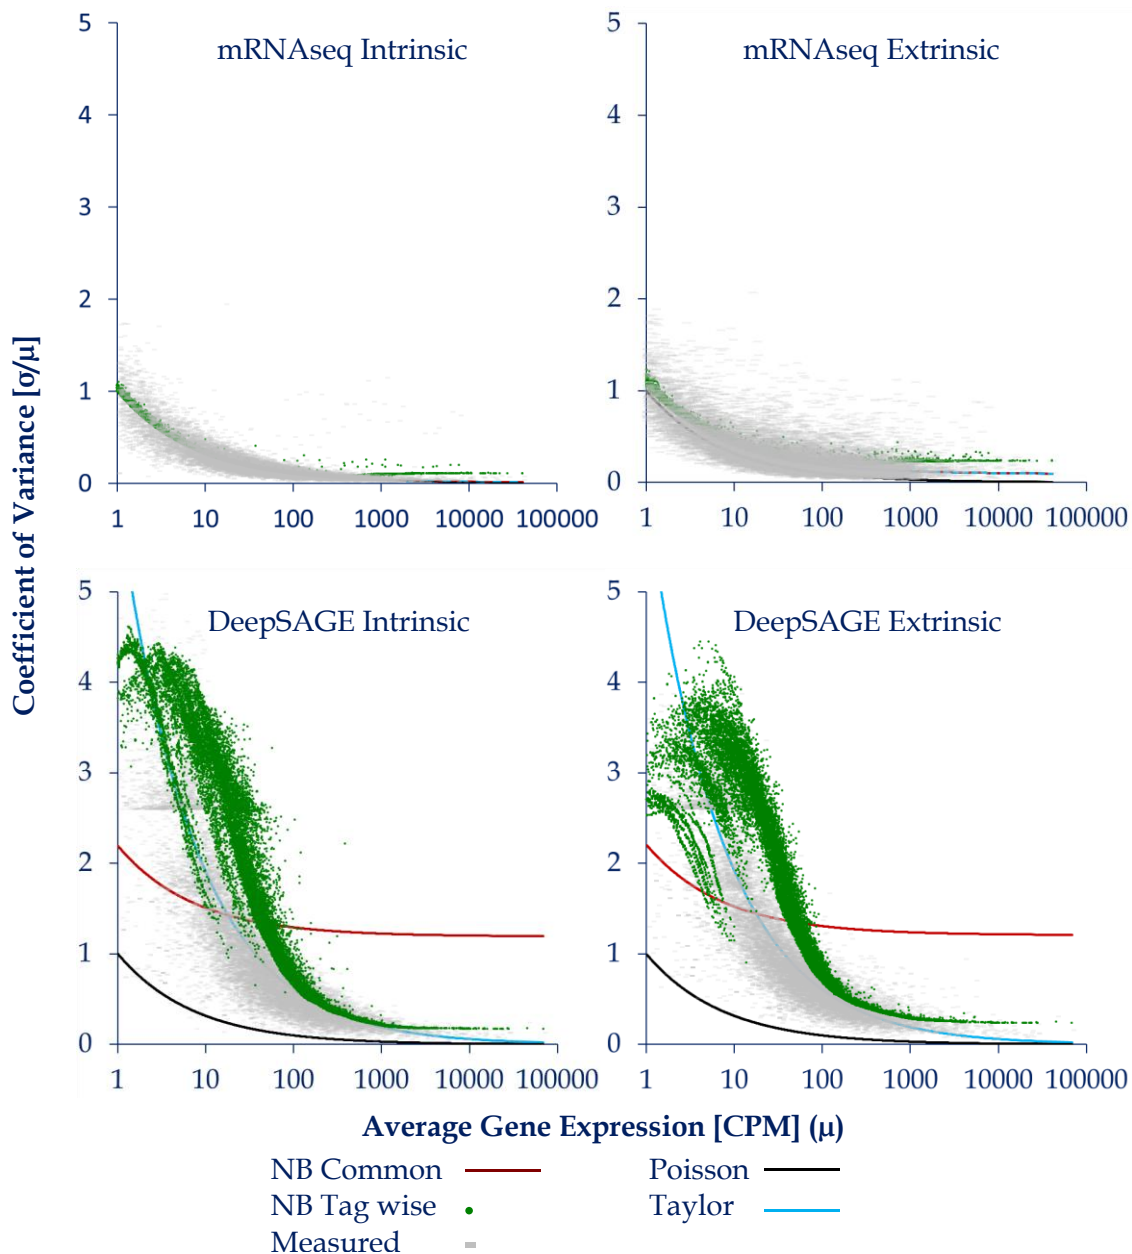 mRNAseq Intrinsic
5
4
3
2
1
0
1 10 100 1000 10000 100000
mRNAseq Extrinsic
5
4
3
2
1
0
1 10 100 1000 10000 100000
Coefficient of Variance [σ/μ]
DeepSAGE Intrinsic
5
4
3
2
1
0
1 10 100 1000 10000 100000
DeepSAGE Extrinsic
5
4
3
2
1
0
1 10 100 1000 10000 100000
Average Gene Expression [CPM] (μ)
NB Common
Poisson
NB Tag wise
Taylor
Measured